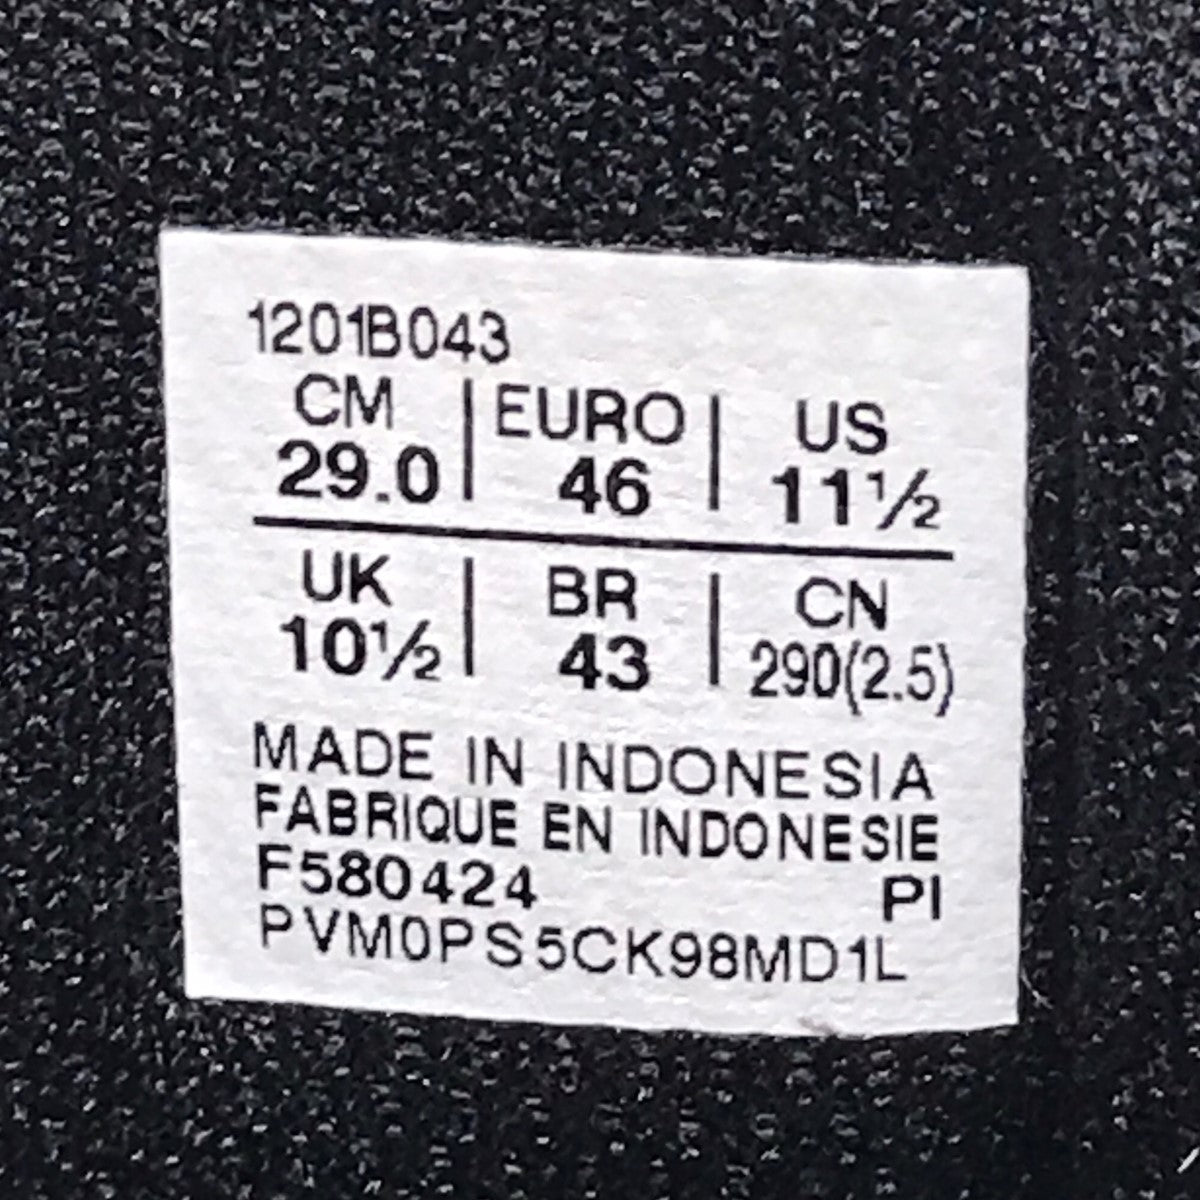 1201B043
CM | EURO | US
29.0 | 46 | 11½
UK | BR | CN
10½ | 43 | 290(2.5)
MADE IN INDONESIA
FABRIQUE EN INDONESIE
F580424 PI
PVM0PS5CK98MD1L